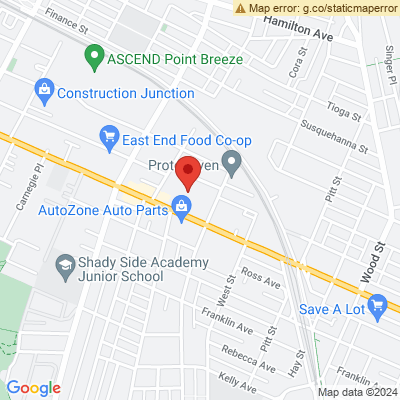 Map error: g.co/staticmaperror
Finance St
Hamilton Ave
Singer Pl
Cora St
ASCEND Point Breeze
Construction Junction
Tioga St
Susquehanna St
East End Food Co-op
Carnegie Pl
Prot
ven
Pitt St
AutoZone Auto Parts
Wood St
Shady Side Academy
Junior School
Ross Ave
West St
Save A Lot
Franklin Ave
Pitt St
Rebecca Ave
Hay St
Franklin Ave
Kelly Ave
Google
Map data ©2024